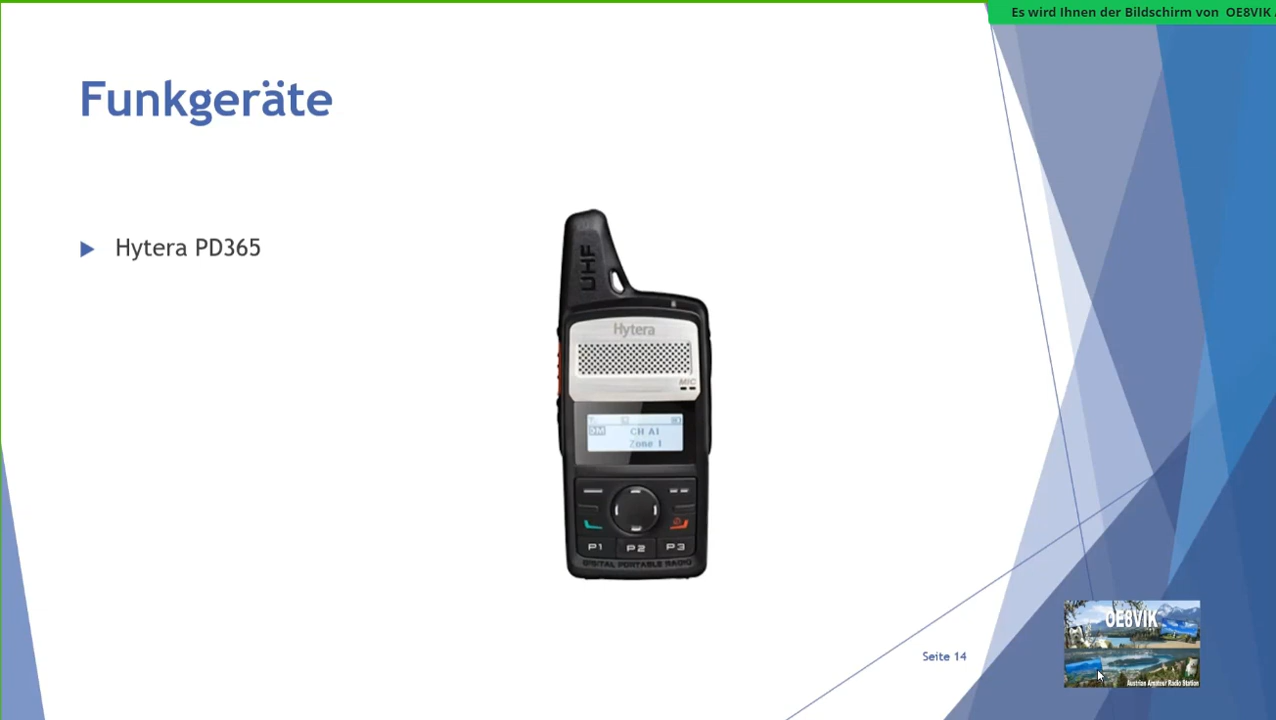 Es wird Ihnen der Bildschirm von OE8VIK
Funkgeräte
Hytera PD365
UHF
Hytera
MIC
DM CH A1
Zone 1
P1 P2 P3
DIGITAL PORTABLE RADIO
OE8VIK
Seite 14
Austrian Amateur Radio Station